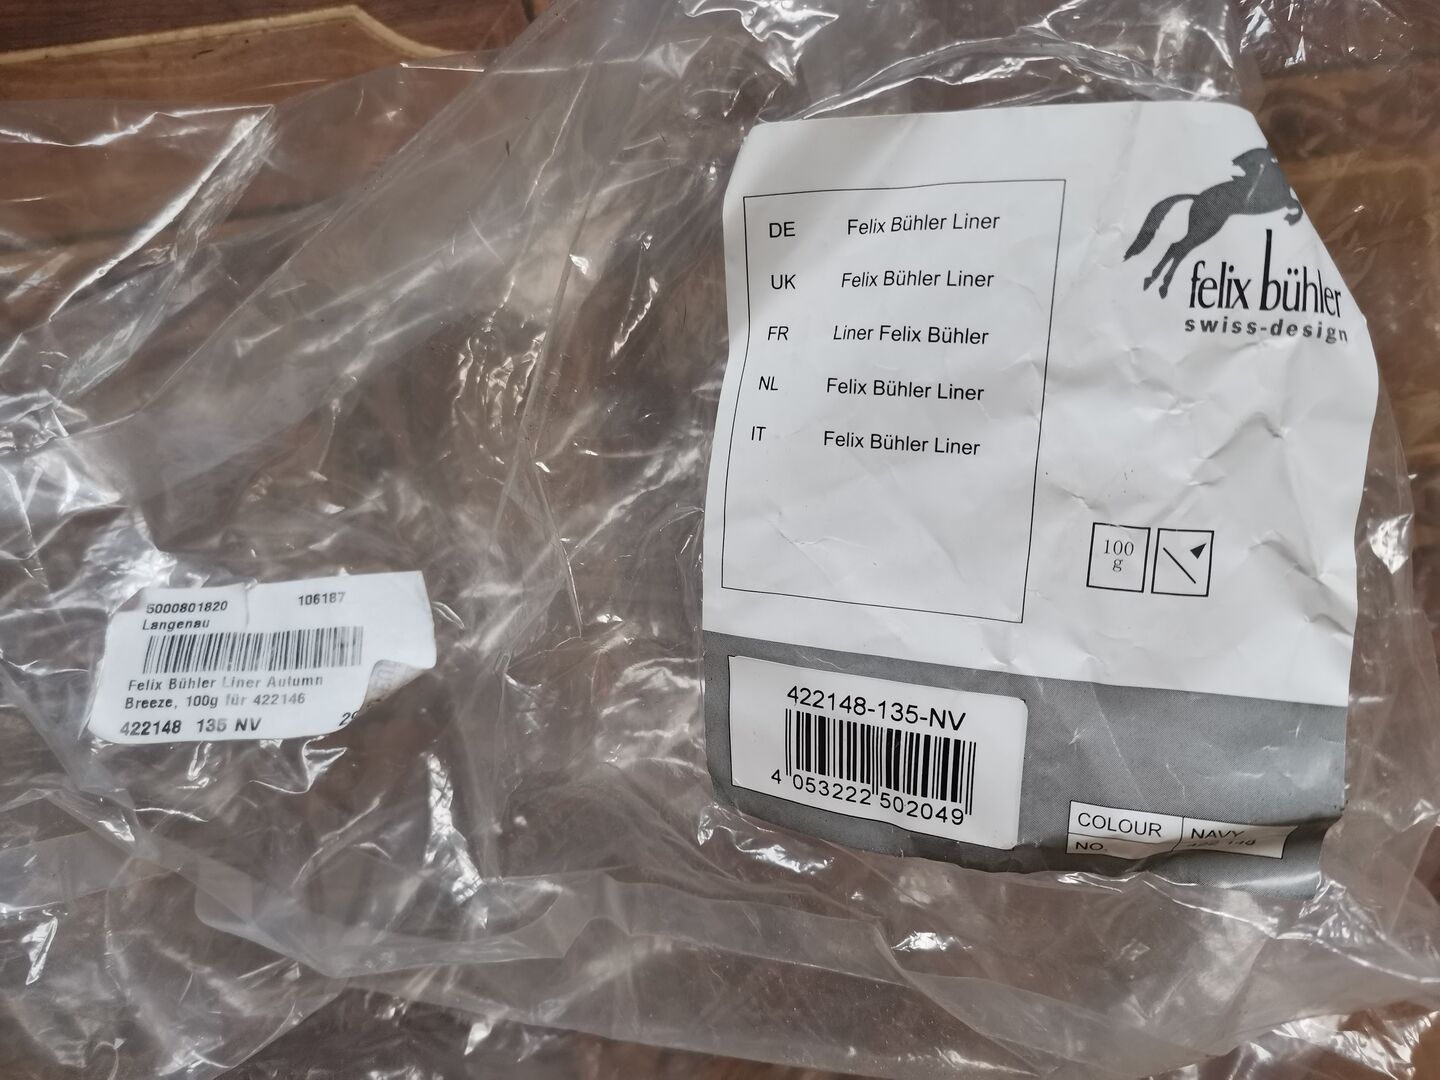 5000801820 106187
Langenau
Felix Bühler Liner Autumn
Breeze, 100g für 422146
422148 135 NV
DE Felix Bühler Liner
UK Felix Bühler Liner
FR Liner Felix Bühler
NL Felix Bühler Liner
IT Felix Bühler Liner
felix bühler
swiss-design
100
g
422148-135-NV
4 053222 502049
COLOUR NAVY
NO.